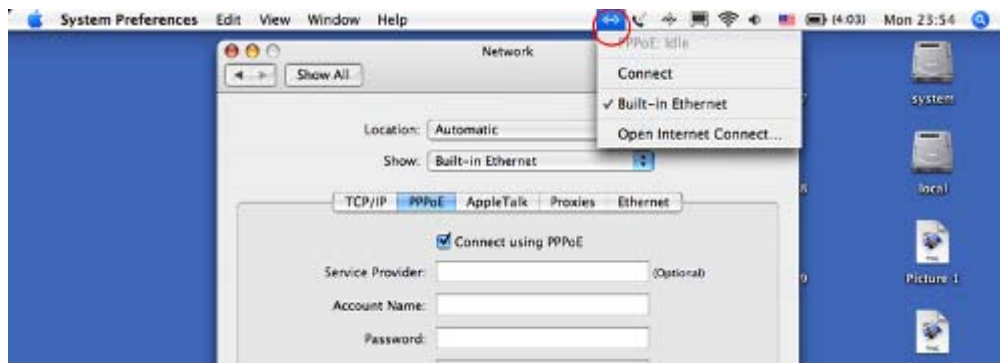 System Preferences Edit View Window Help (4:03) Mon 23:54
Network
PPPoE: Idle
Show All
Connect
✓ Built-in Ethernet
Open Internet Connect...
Location: Automatic
Show: Built-in Ethernet
TCP/IP PPPoE AppleTalk Proxies Ethernet
Connect using PPPoE
Service Provider: (Optional)
Account Name:
Password:
system
local
Picture 1